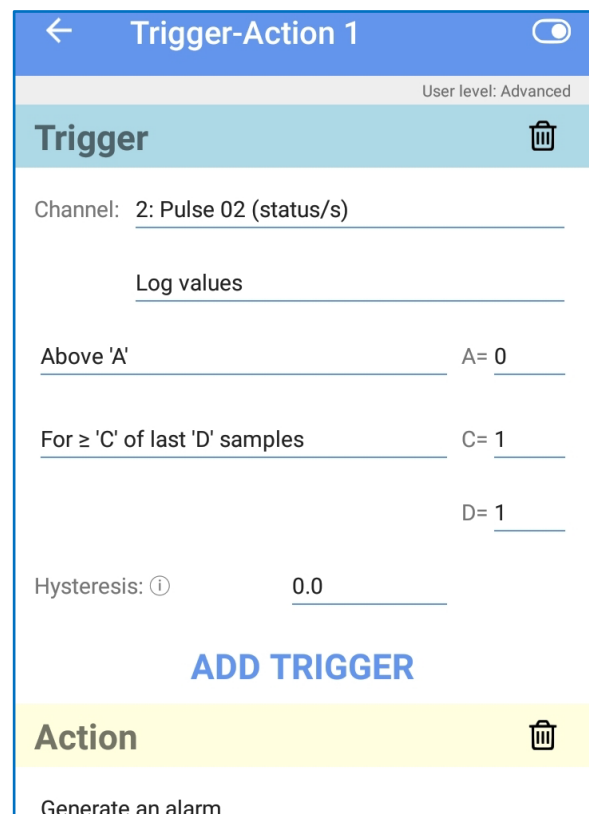 Trigger-Action 1
User level: Advanced
Trigger
Channel: 2: Pulse 02 (status/s)
Log values
Above 'A' A= 0
For ≥ 'C' of last 'D' samples C= 1
D= 1
Hysteresis: ⓘ 0.0
ADD TRIGGER
Action
Generate an alarm